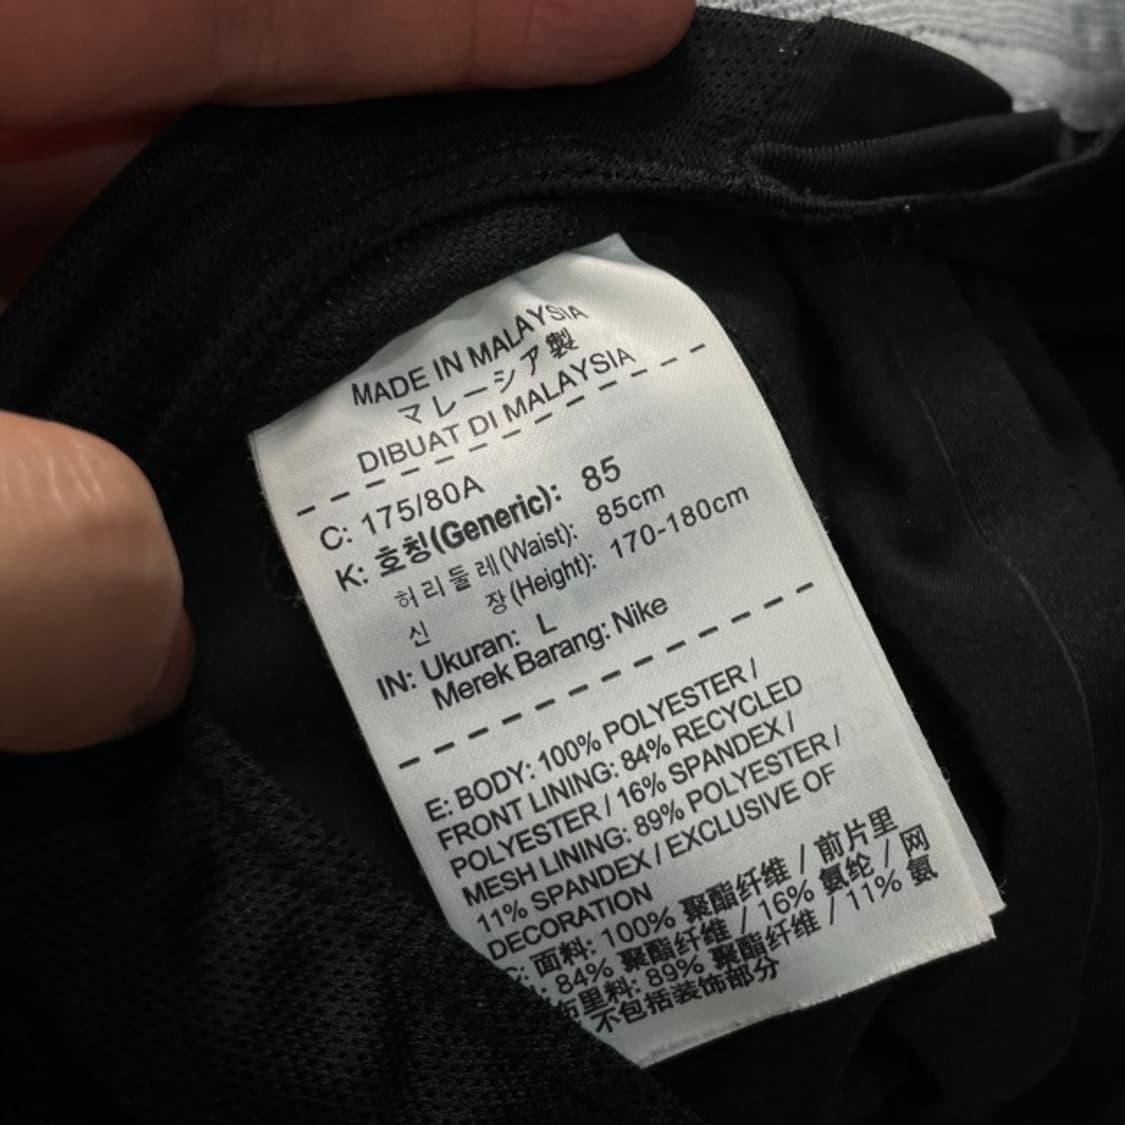 MADE IN MALAYSIA
マレーシア製
DIBUAT DI MALAYSIA
C: 175/80A
K: 호칭(Generic): 85
허리둘레(Waist): 85cm
신 장(Height): 170-180cm
IN: Ukuran: L
Merek Barang: Nike
E: BODY: 100% POLYESTER /
FRONT LINING: 84% RECYCLED
POLYESTER / 16% SPANDEX /
MESH LINING: 89% POLYESTER /
11% SPANDEX / EXCLUSIVE OF
DECORATION
C: 面料: 100% 聚酯纤维 / 前片里
: 84% 聚酯纤维 / 16% 氨纶 / 网
布里料: 89% 聚酯纤维 / 11% 氨
不包括装饰部分